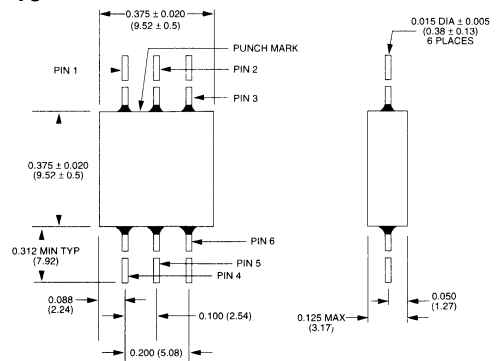 0.375 ± 0.020
(9.52 ± 0.5)
0.015 DIA ± 0.005
(0.38 ± 0.13)
6 PLACES
PUNCH MARK
PIN 1
PIN 2
PIN 3
0.375 ± 0.020
(9.52 ± 0.5)
0.312 MIN TYP
(7.92)
PIN 6
PIN 5
PIN 4
0.088
(2.24)
0.100 (2.54)
0.200 (5.08)
0.050
(1.27)
0.125 MAX
(3.17)